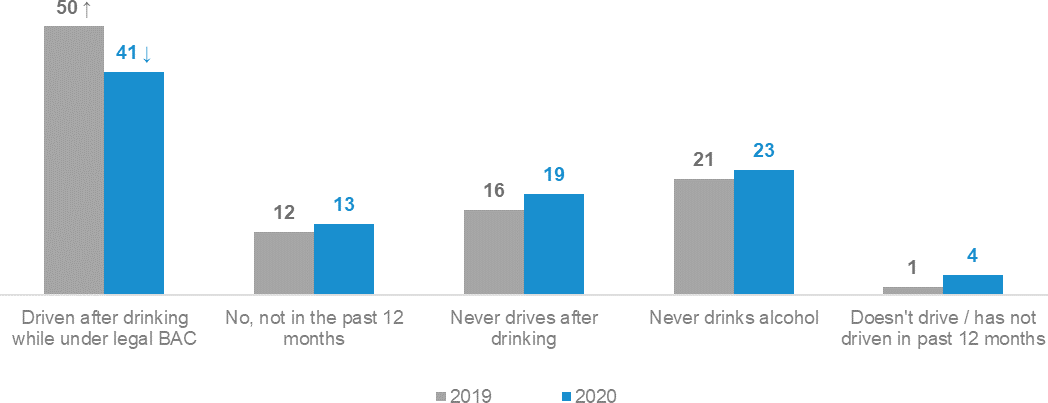 50 ↑
41 ↓
12
13
16
19
21
23
1
4
Driven after drinking
while under legal BAC
No, not in the past 12
months
Never drives after
drinking
Never drinks alcohol
Doesn't drive / has not
driven in past 12 months
2019
2020